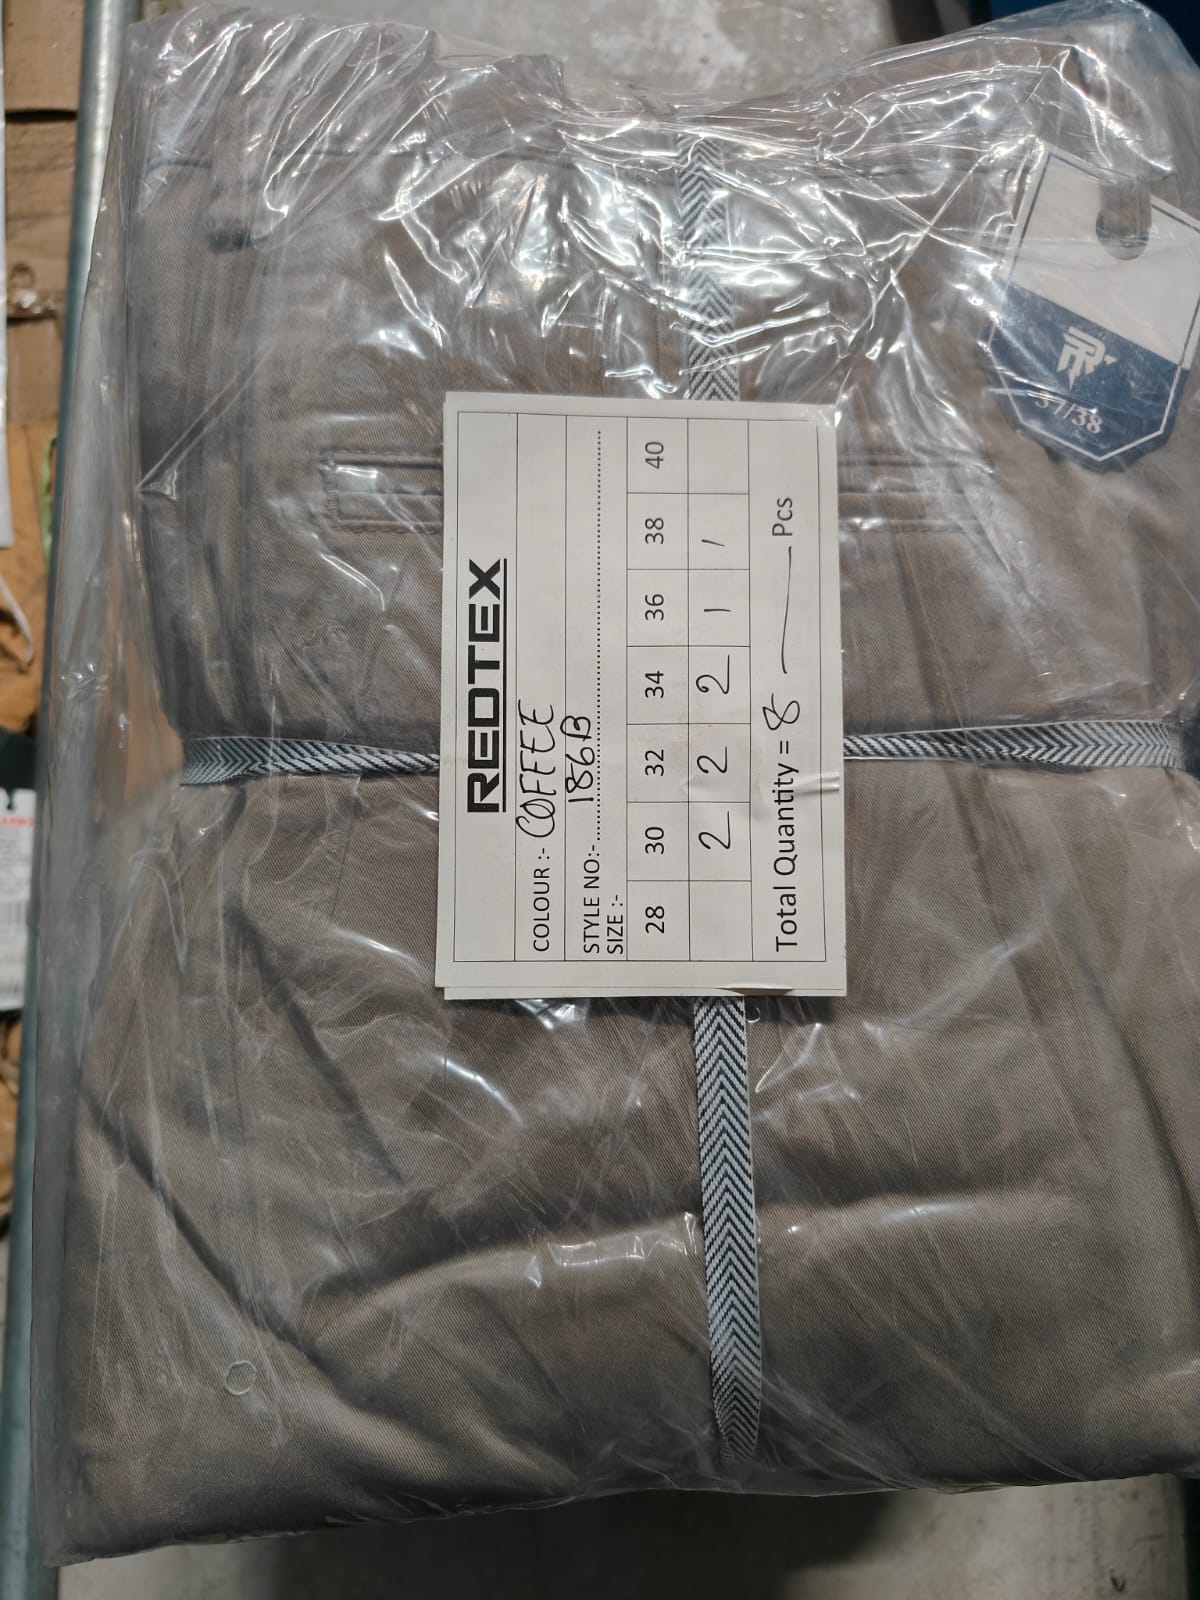 REDTEX
COLOUR :- COFFEE
STYLE NO:- 186B
SIZE :-
28 30 32 34 36 38 40
2 2 2 1 1
Total Quantity = 8 — Pcs
37/38